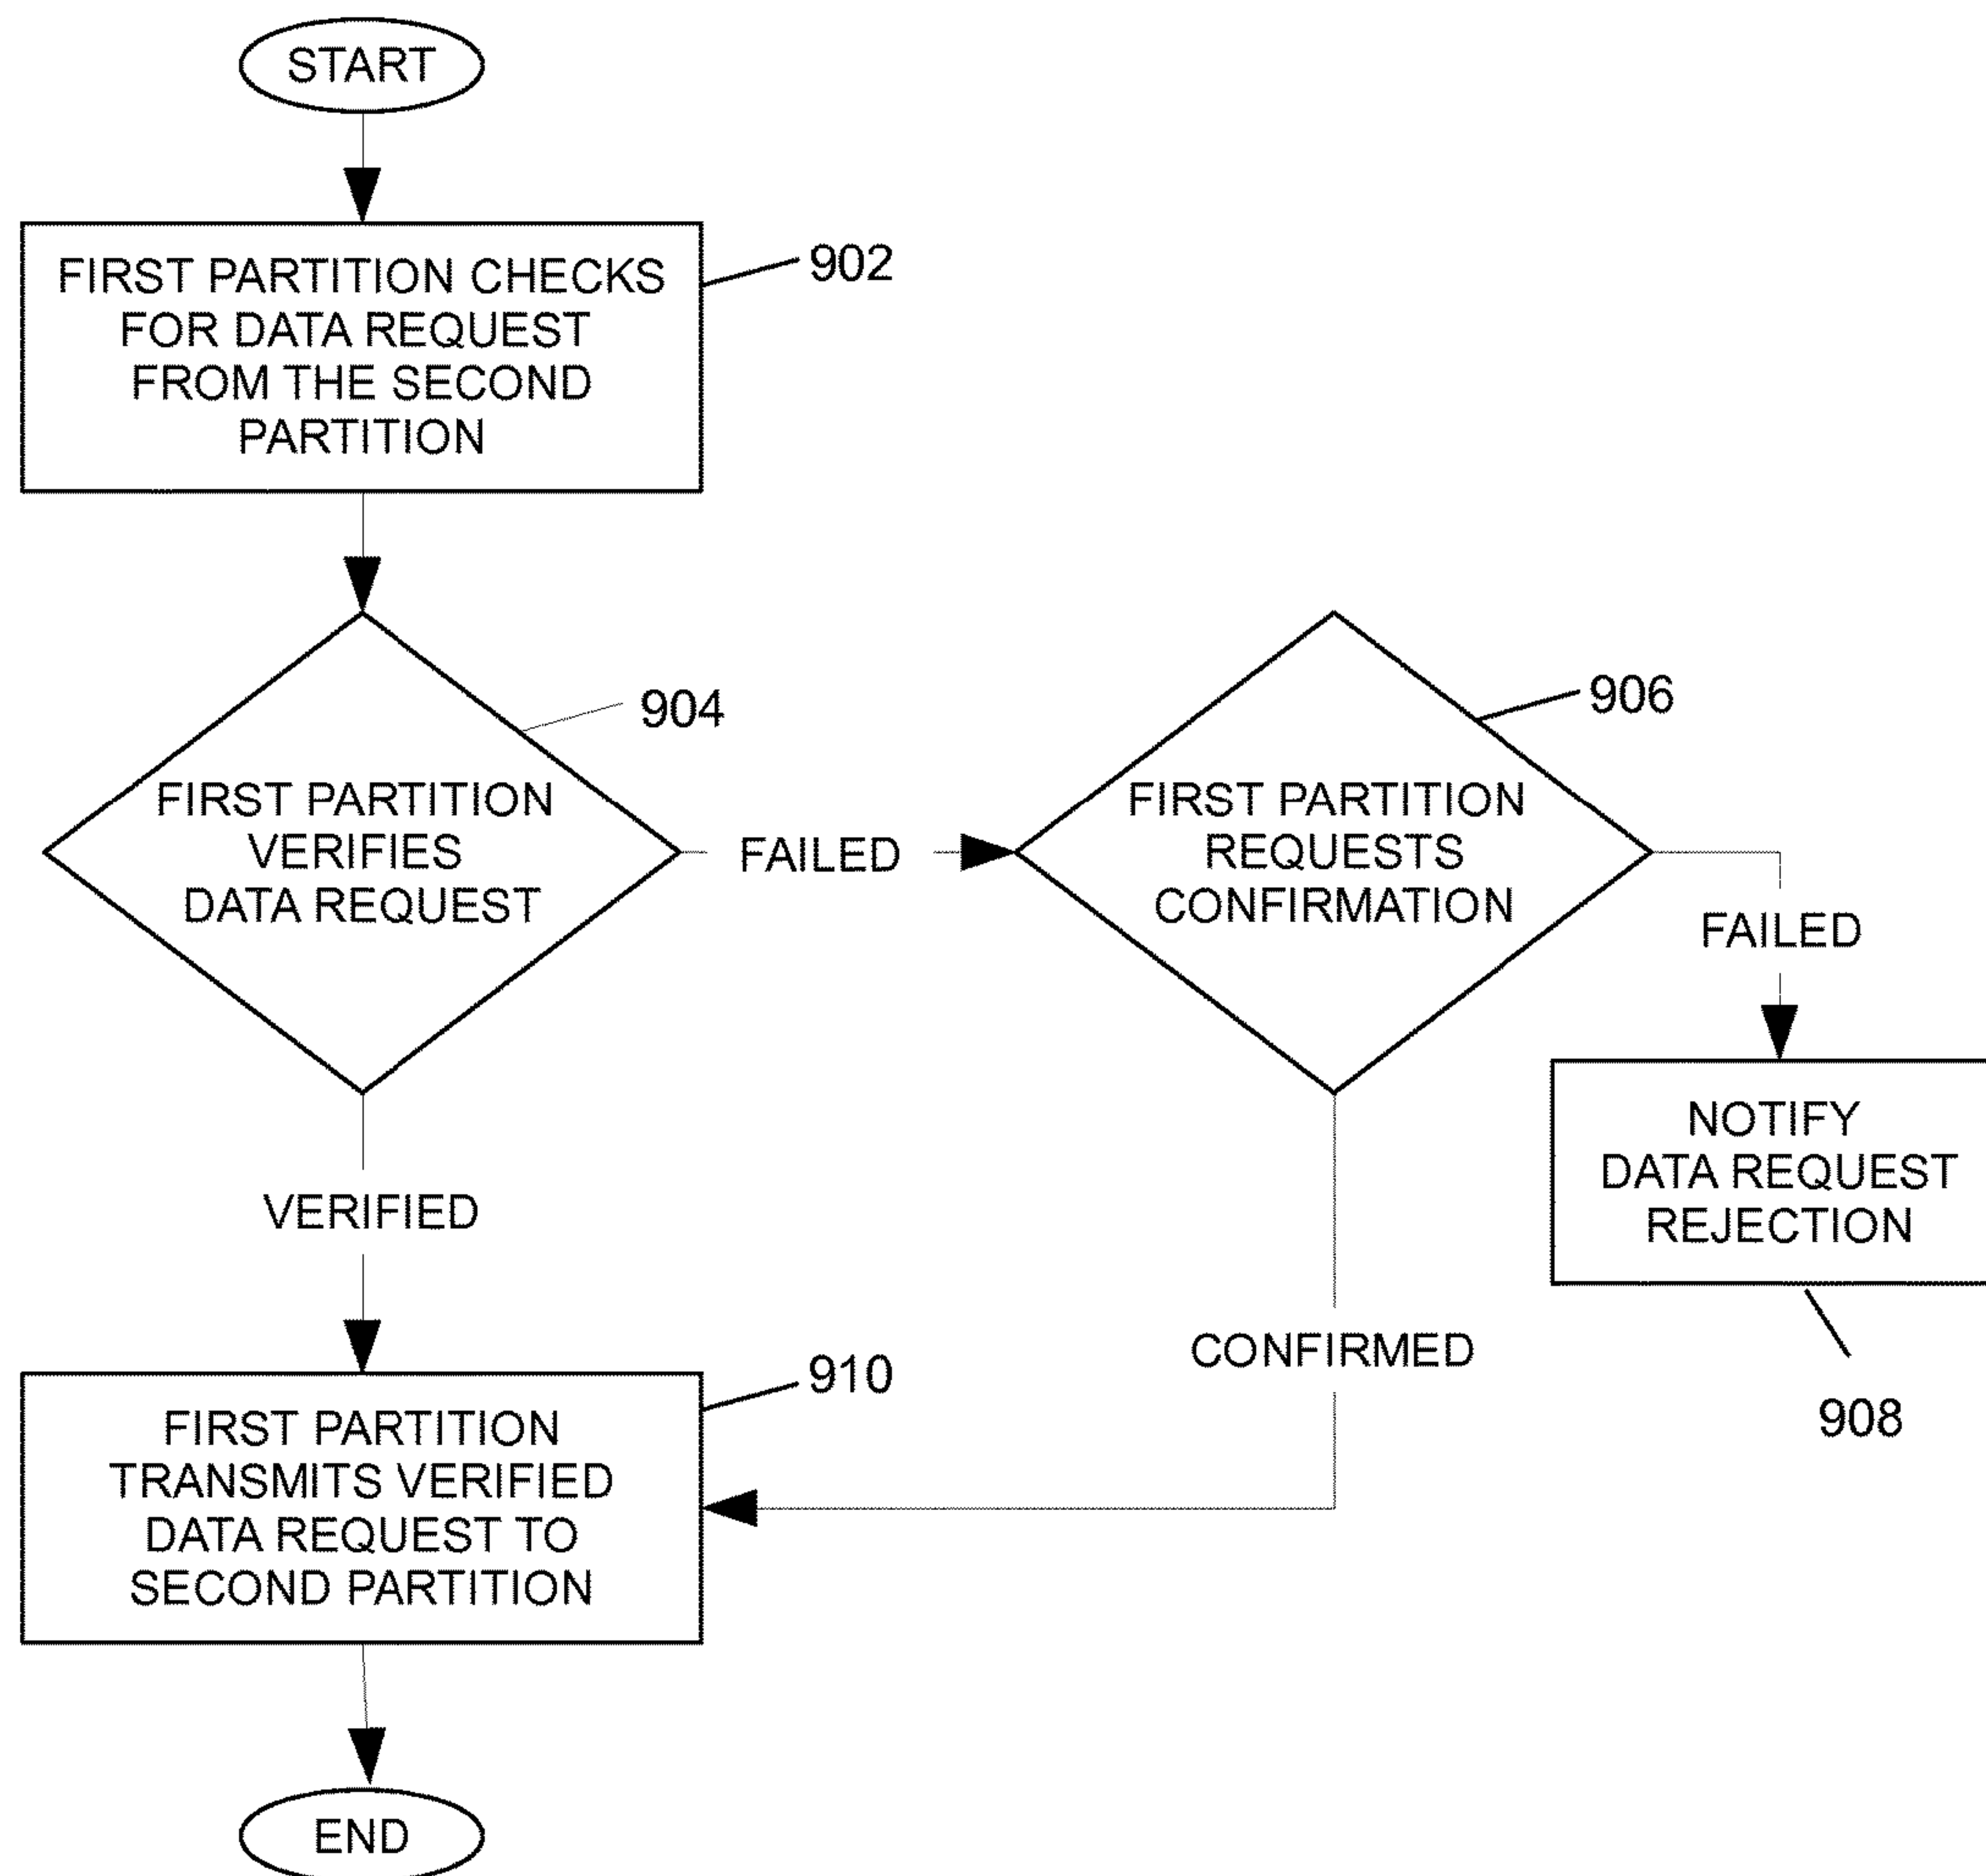 START
FIRST PARTITION CHECKS
FOR DATA REQUEST
FROM THE SECOND
PARTITION
902
904
FIRST PARTITION
VERIFIES
DATA REQUEST
FAILED
906
FIRST PARTITION
REQUESTS
CONFIRMATION
FAILED
NOTIFY
DATA REQUEST
REJECTION
908
VERIFIED
CONFIRMED
910
FIRST PARTITION
TRANSMITS VERIFIED
DATA REQUEST TO
SECOND PARTITION
END